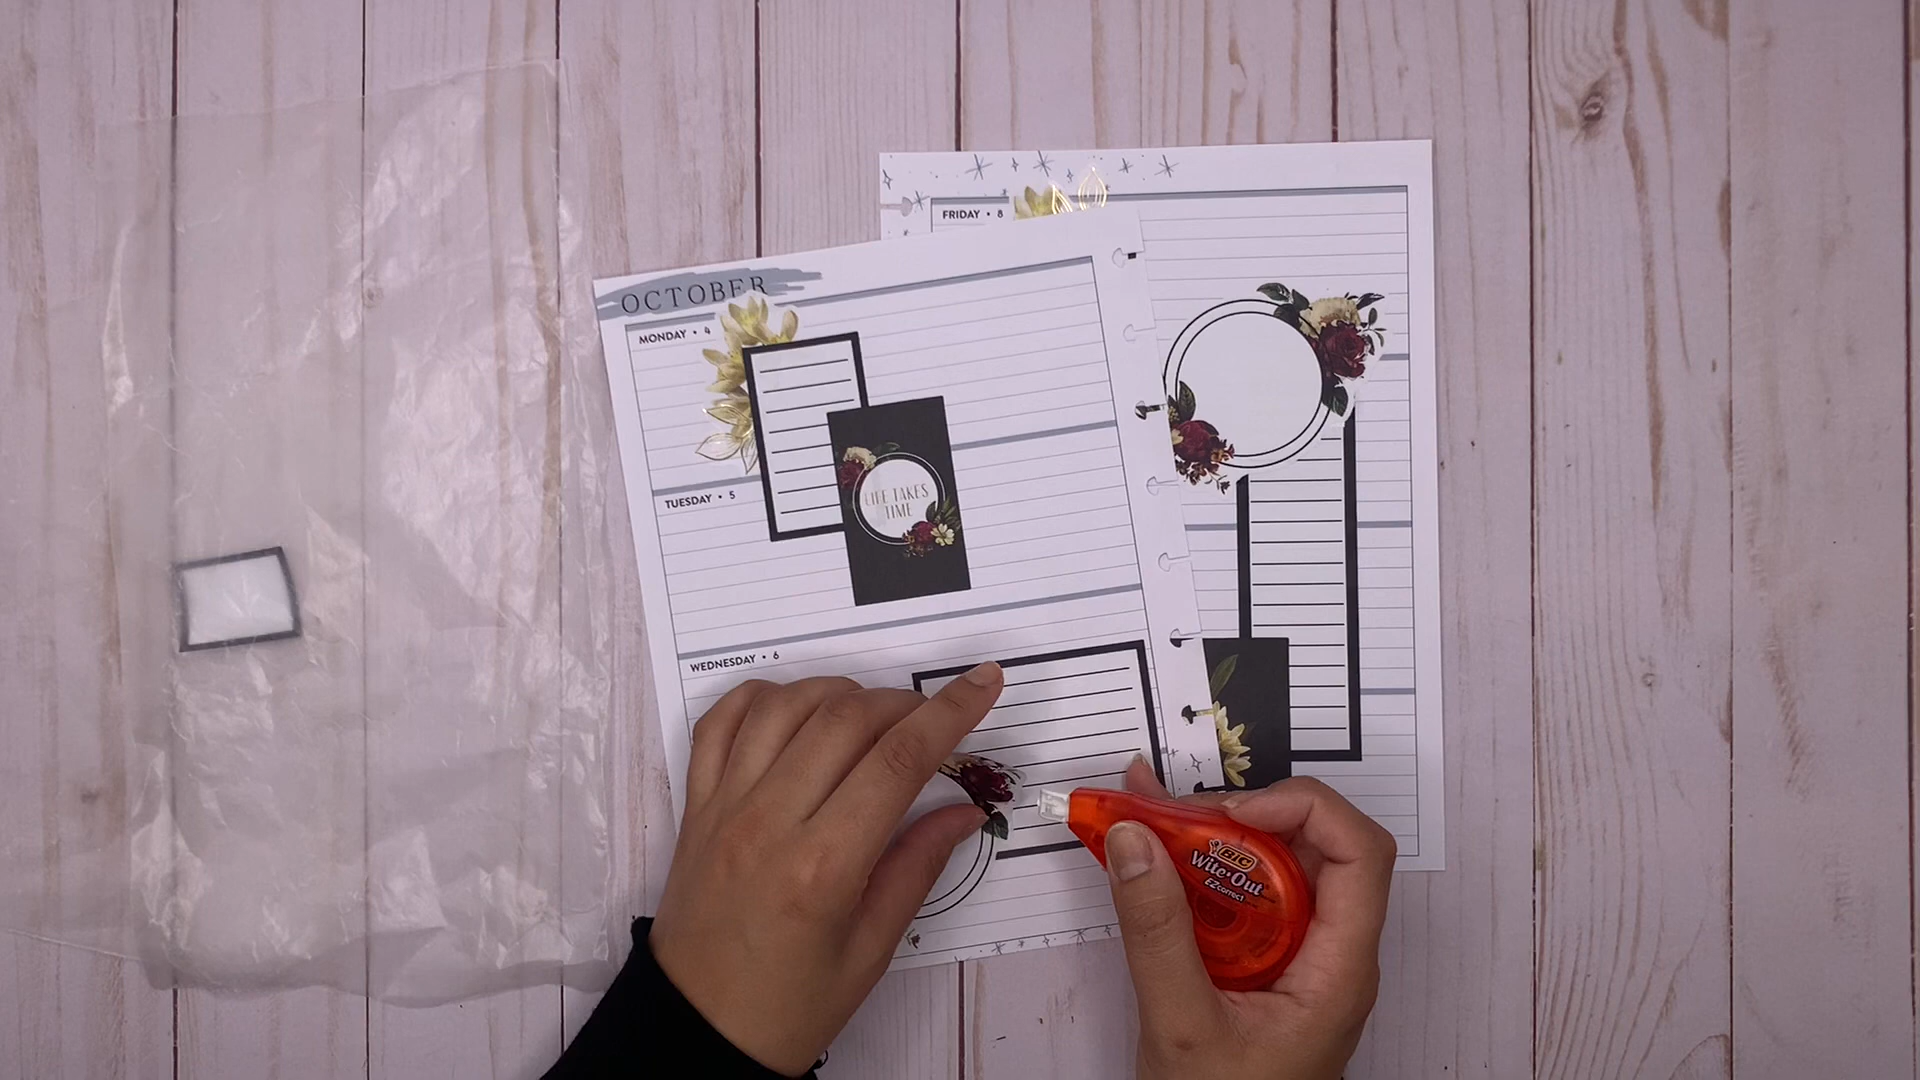 OCTOBER
MONDAY • 4
TUESDAY • 5
WEDNESDAY • 6
LIFE TAKES
TIME
FRIDAY • 8
BIC
Wite•Out
EZcorrect